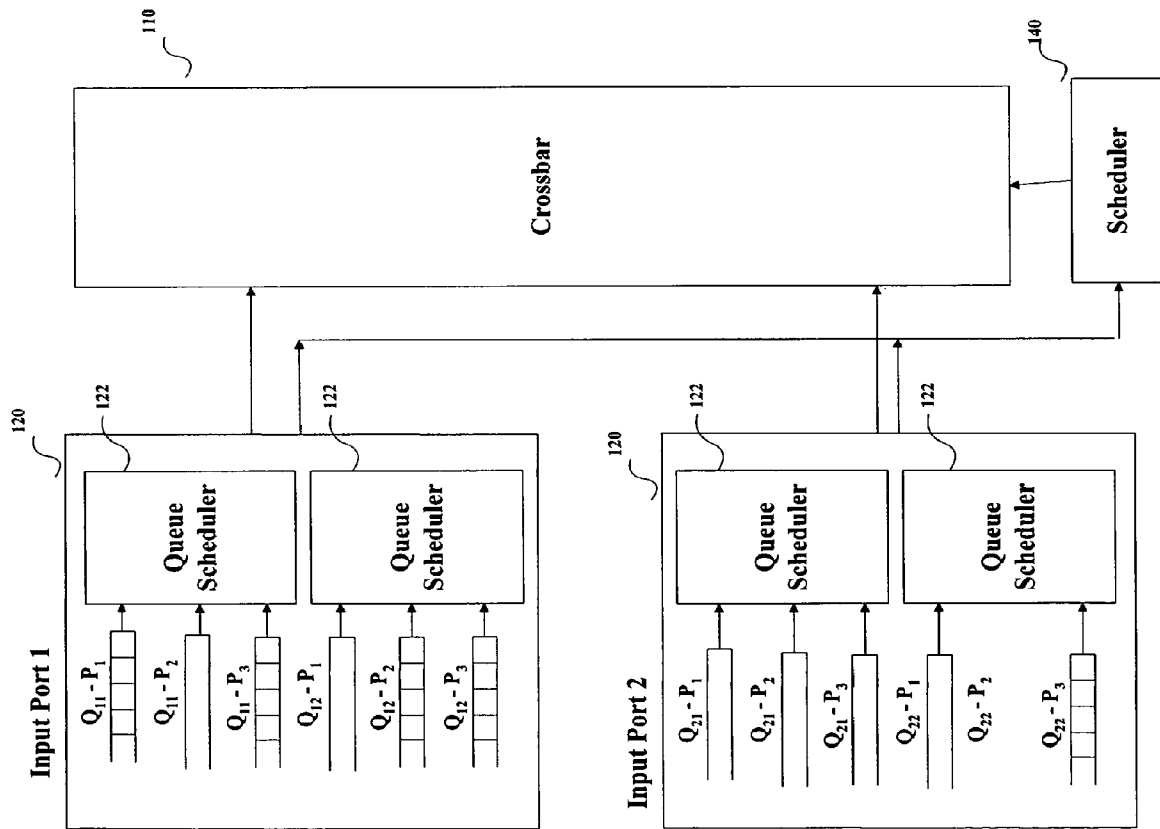 Input Port 1
120
Q11 - P1
Q11 - P2
Q11 - P3
Q12 - P1
Q12 - P2
Q12 - P3
Queue
Scheduler
122
Queue
Scheduler
122
Input Port 2
120
Q21 - P1
Q21 - P2
Q21 - P3
Q22 - P1
Q22 - P2
Q22 - P3
Queue
Scheduler
122
Queue
Scheduler
122
Crossbar
110
Scheduler
140